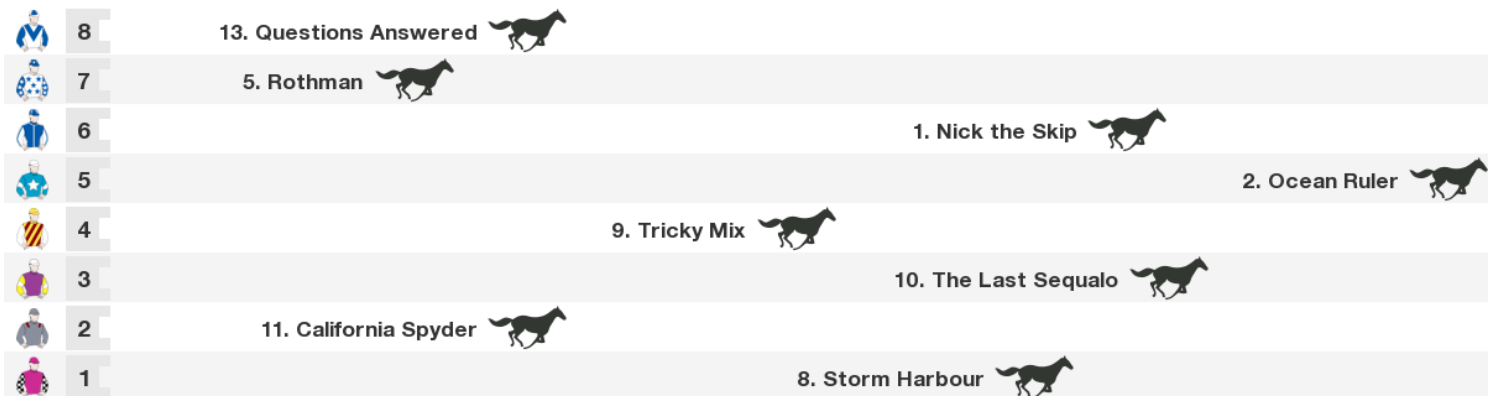 8 13. Questions Answered
7 5. Rothman
6 1. Nick the Skip
5 2. Ocean Ruler
4 9. Tricky Mix
3 10. The Last Sequalo
2 11. California Spyder
1 8. Storm Harbour